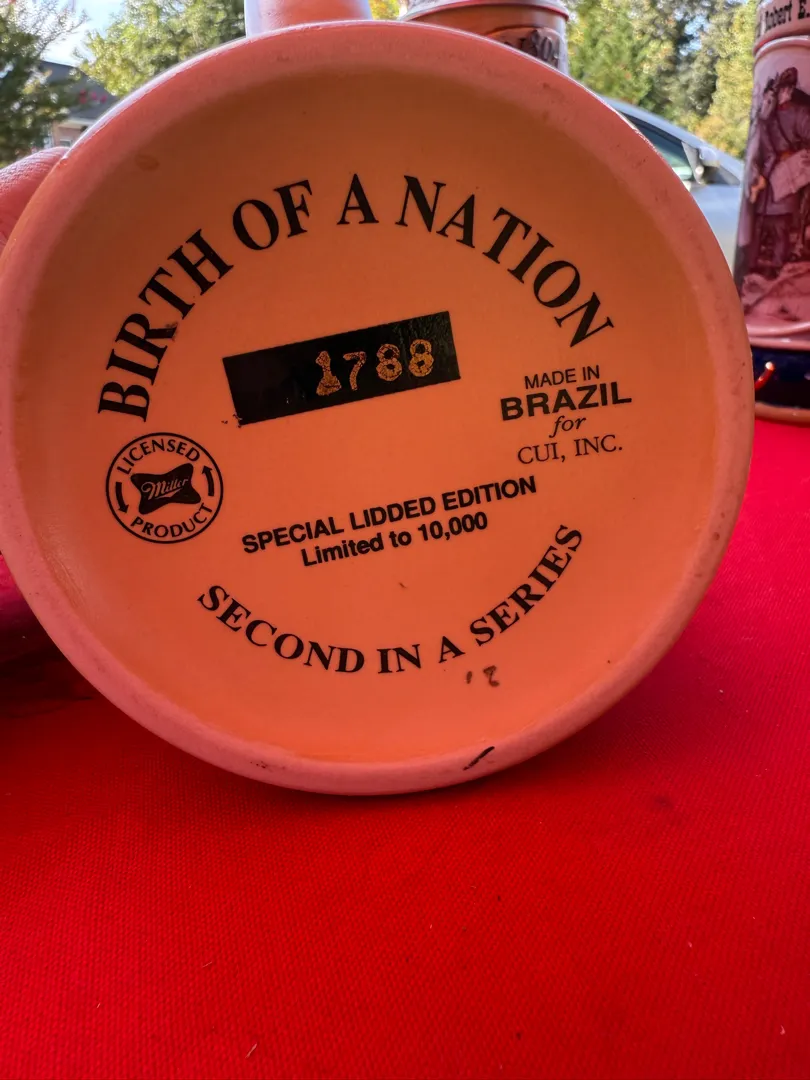 BIRTH OF A NATION
1788
MADE IN
BRAZIL
for
CUI, INC.
LICENSED
Miller
PRODUCT
SPECIAL LIDDED EDITION
Limited to 10,000
SECOND IN A SERIES
Robert E.